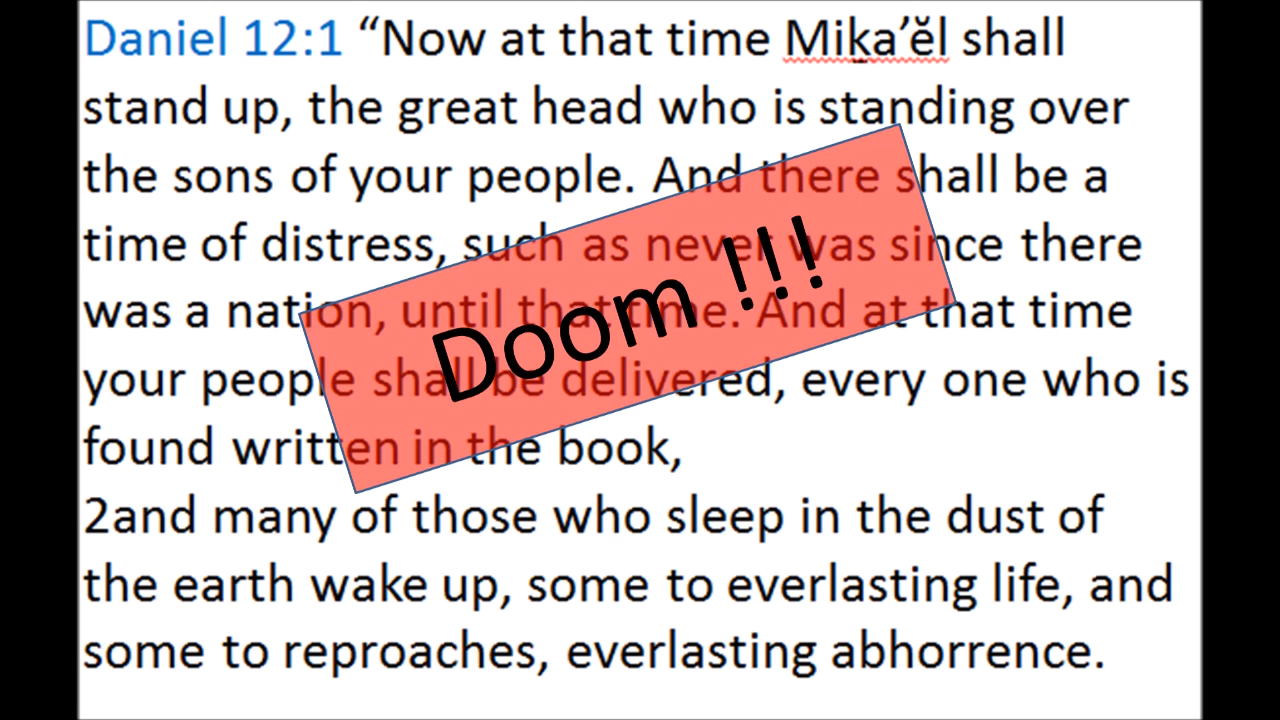 Daniel 12:1 “Now at that time Mika’ĕl shall
stand up, the great head who is standing over
the sons of your people. And there shall be a
time of distress, such as never was since there
was a nation, until that time. And at that time
your people shall be delivered, every one who is
found written in the book,
2and many of those who sleep in the dust of
the earth wake up, some to everlasting life, and
some to reproaches, everlasting abhorrence.
Doom !!!